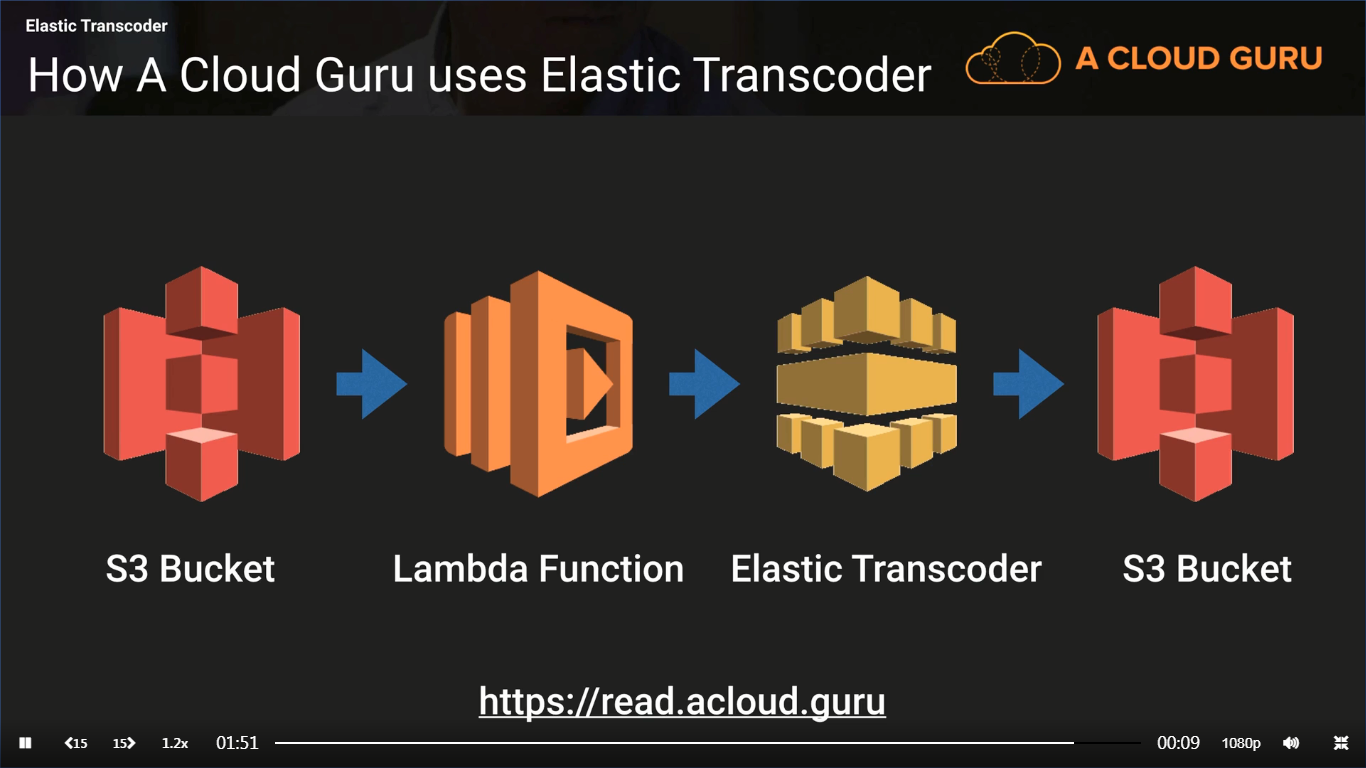 Elastic Transcoder
How A Cloud Guru uses Elastic Transcoder
A CLOUD GURU
S3 Bucket
Lambda Function
Elastic Transcoder
S3 Bucket
https://read.acloud.guru
15
15
1.2x
01:51
00:09
1080p